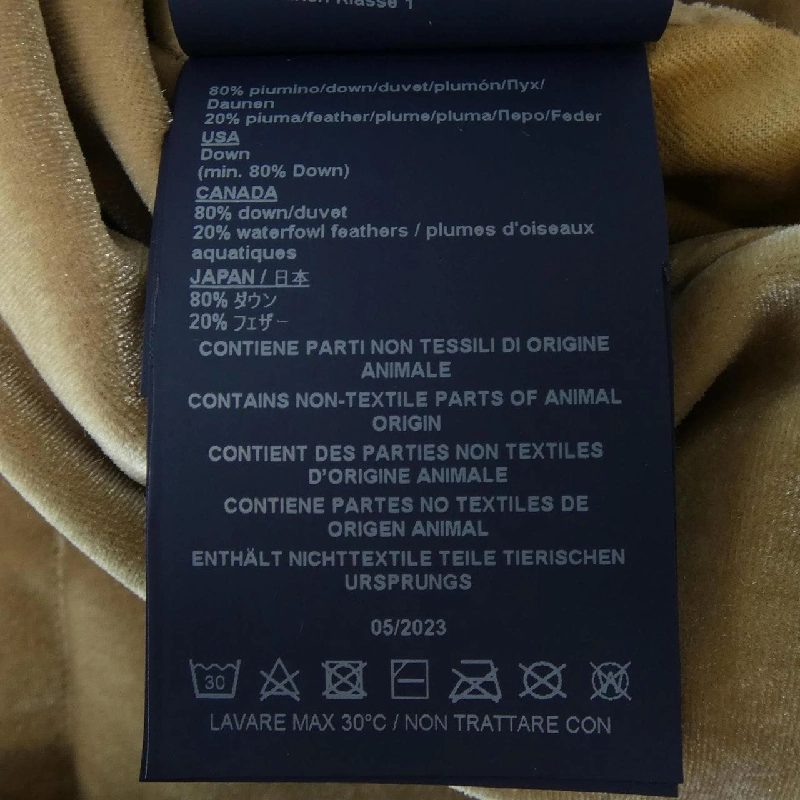 Klasse 1
80% piumino/down/duvet/plumón/Пух/
Daunen
20% piuma/feather/plume/pluma/Перо/Feder
USA
Down
(min. 80% Down)
CANADA
80% down/duvet
20% waterfowl feathers / plumes d'oiseaux
aquatiques
JAPAN / 日本
80% ダウン
20% フェザー
CONTIENE PARTI NON TESSILI DI ORIGINE
ANIMALE
CONTAINS NON-TEXTILE PARTS OF ANIMAL
ORIGIN
CONTIENT DES PARTIES NON TEXTILES
D'ORIGINE ANIMALE
CONTIENE PARTES NO TEXTILES DE
ORIGEN ANIMAL
ENTHÄLT NICHTTEXTILE TEILE TIERISCHEN
URSPRUNGS
05/2023
30 W
LAVARE MAX 30°C / NON TRATTARE CON